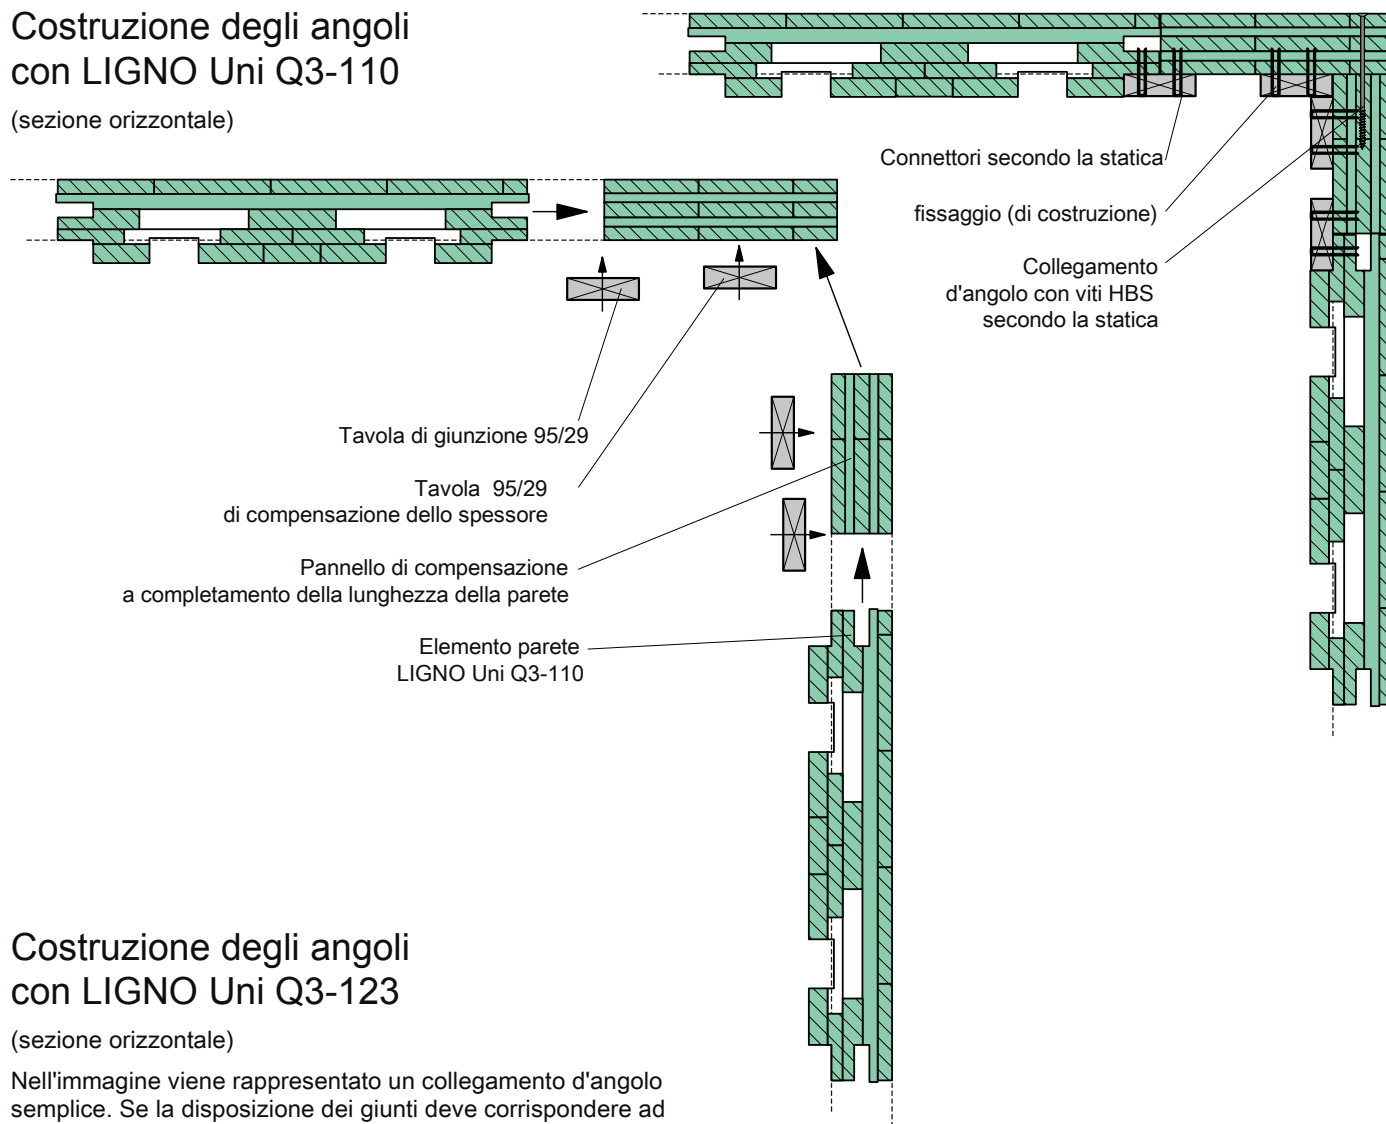 Costruzione degli angoli
con LIGNO Uni Q3-110
(sezione orizzontale)
Connettori secondo la statica
fissaggio (di costruzione)
Collegamento
d'angolo con viti HBS
secondo la statica
Tavola di giunzione 95/29
Tavola 95/29
di compensazione dello spessore
Pannello di compensazione
a completamento della lunghezza della parete
Elemento parete
LIGNO Uni Q3-110
Costruzione degli angoli
con LIGNO Uni Q3-123
(sezione orizzontale)
Nell'immagine viene rappresentato un collegamento d'angolo
semplice. Se la disposizione dei giunti deve corrispondere ad